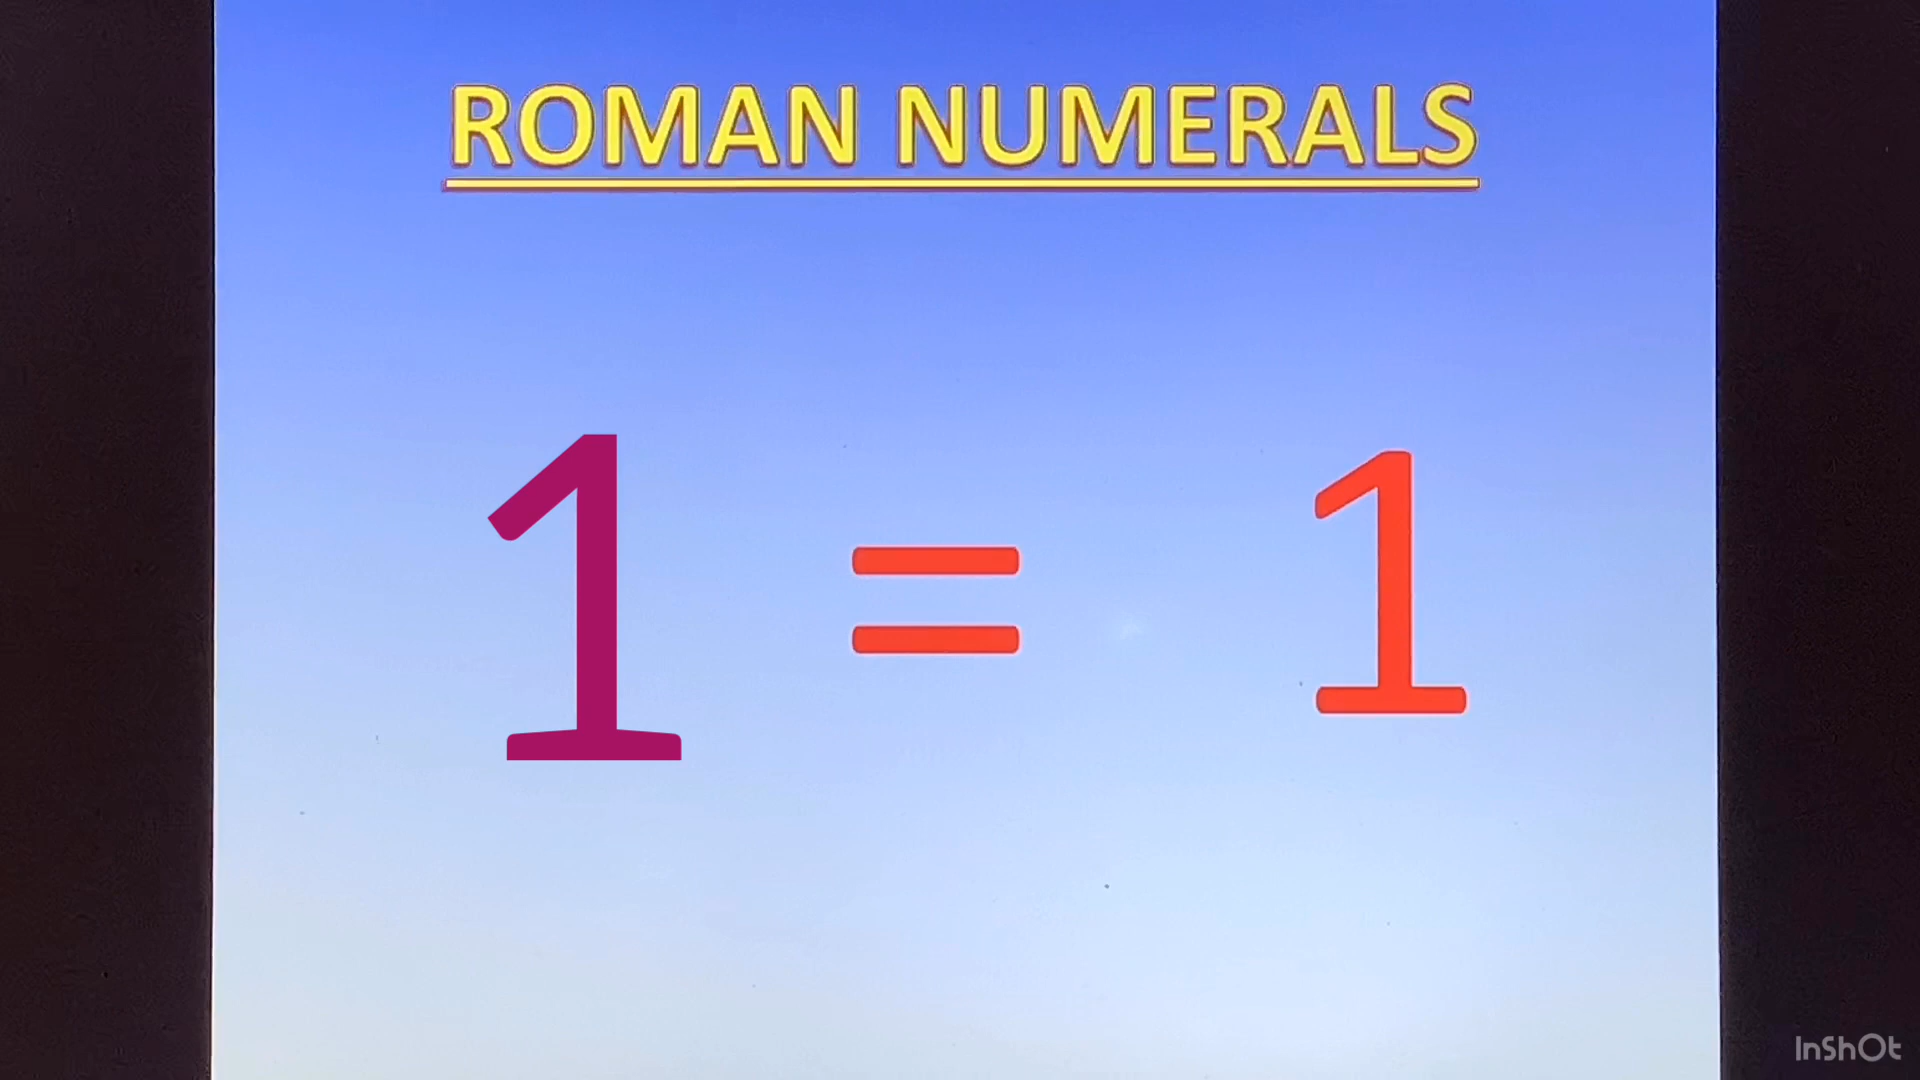 ROMAN NUMERALS
1 = 1
InShOt